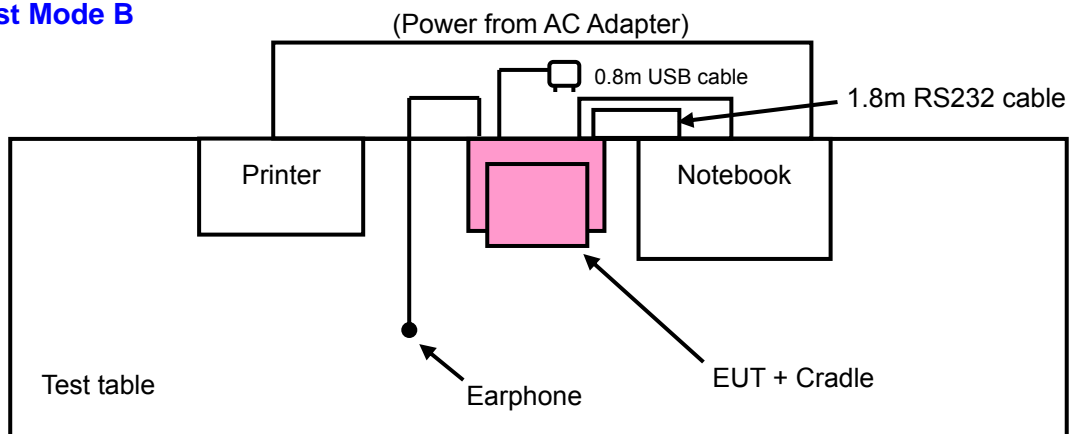 st Mode B
(Power from AC Adapter)
0.8m USB cable
1.8m RS232 cable
Printer
Notebook
Test table
Earphone
EUT + Cradle